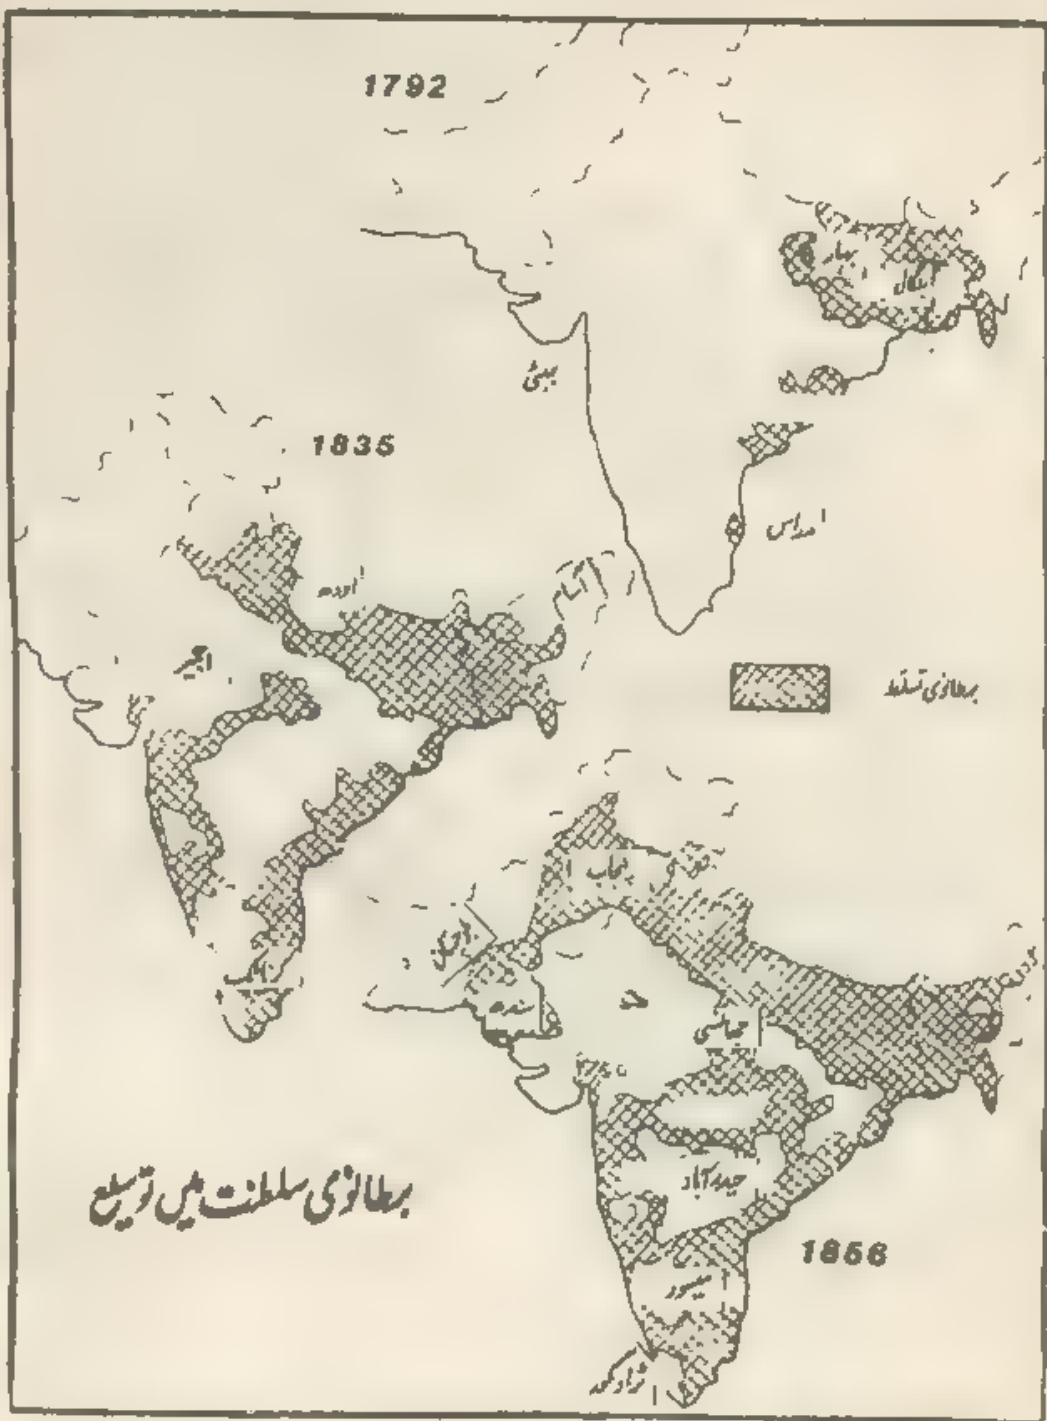 1792
بہار
بنگال
بمبئی
مدراس
1835
اودھ
آسام
اجمیر
برطانوی تسلط
پنجاب
سندھ
جھانسی
حیدرآباد
1856
میسور
برطانوی سلطنت میں توسیع